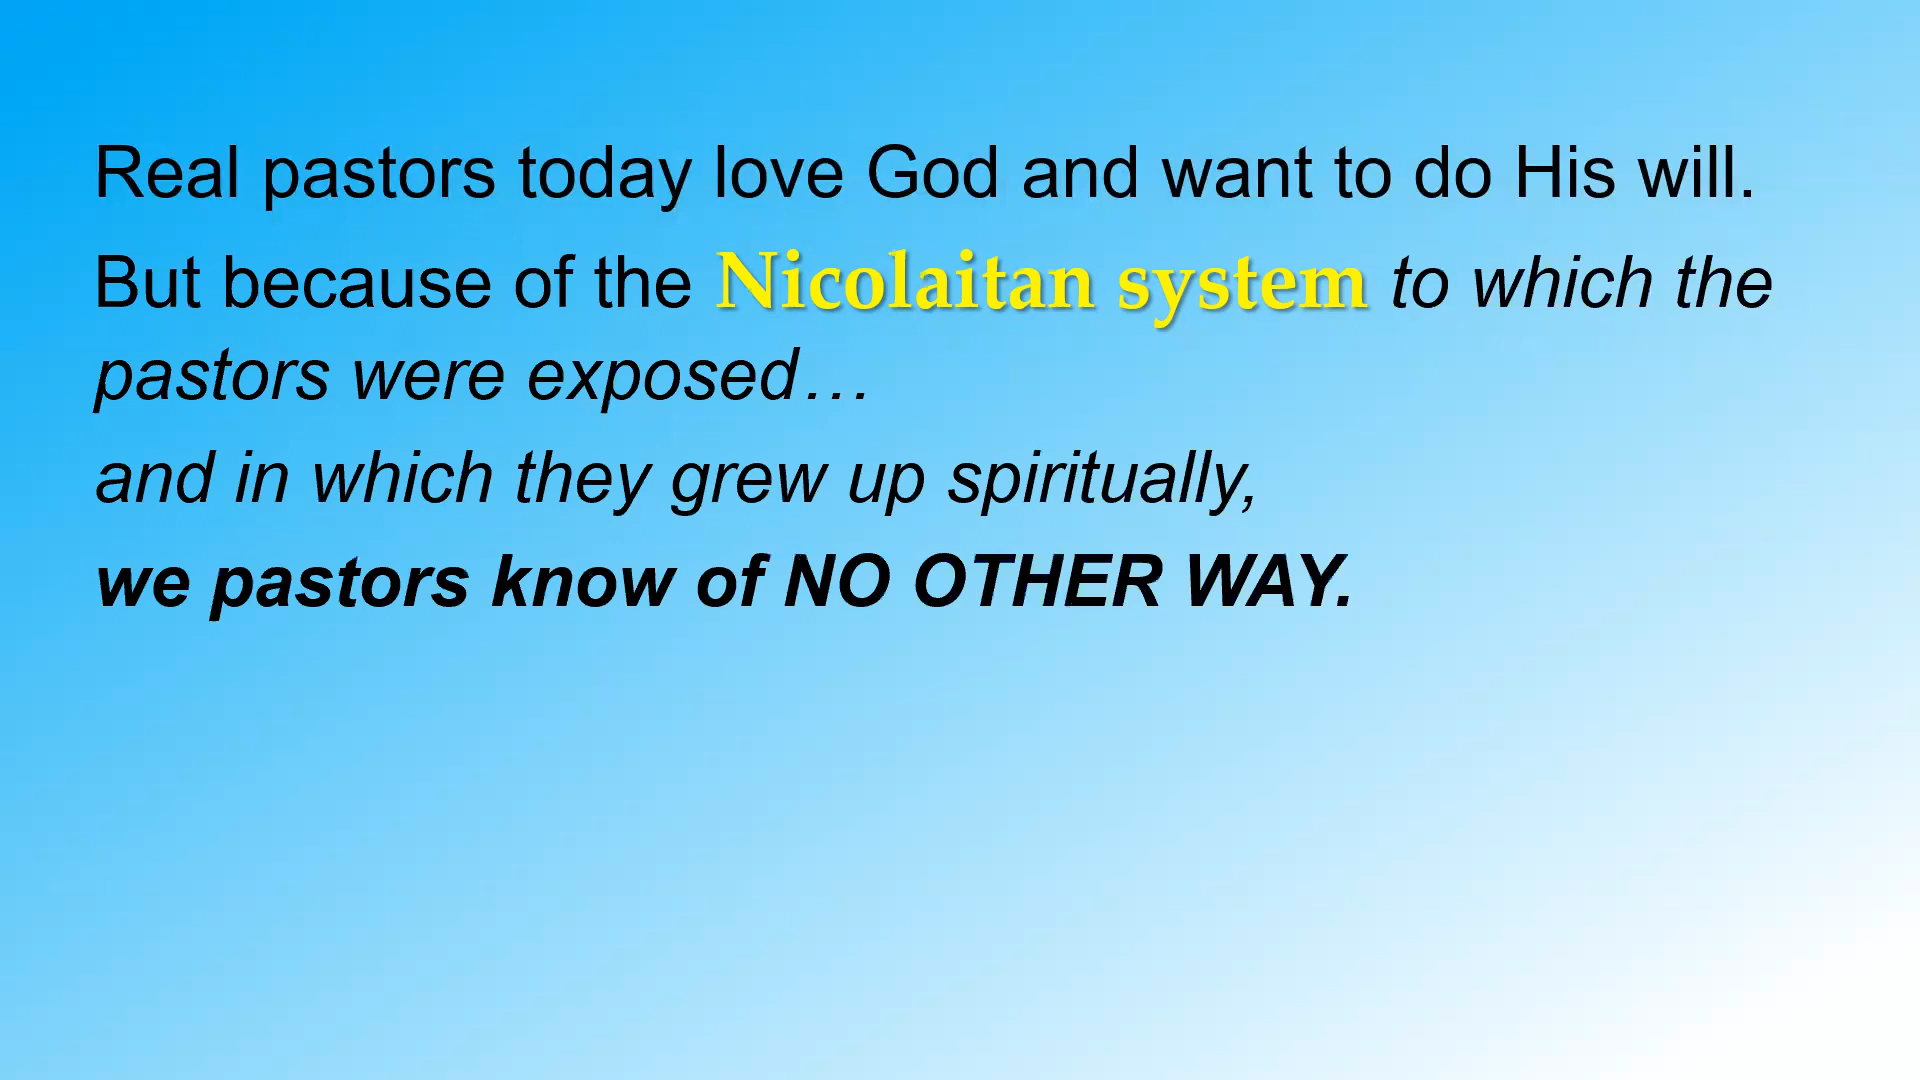 Real pastors today love God and want to do His will.
But because of the Nicolaitan system to which the
pastors were exposed…
and in which they grew up spiritually,
we pastors know of NO OTHER WAY.